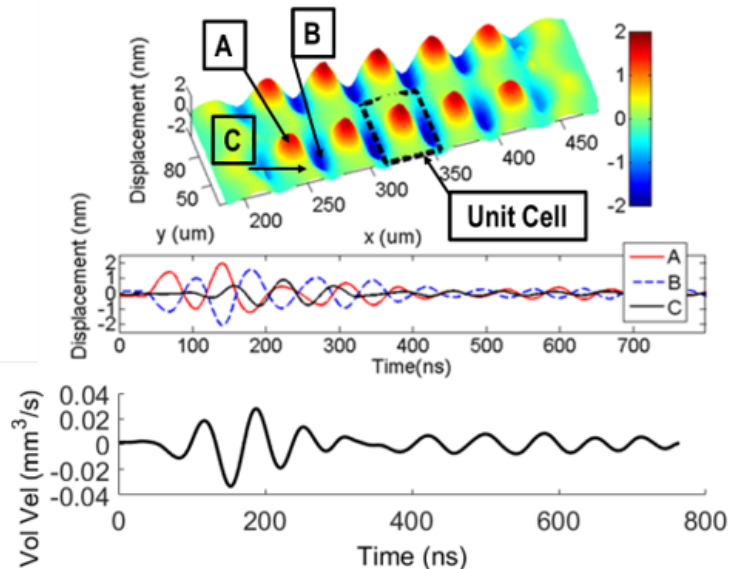 A
B
C
Displacement (nm)
2
0
-2
80
50
y (um)
200
250
300
350
400
450
x (um)
Unit Cell
2
1
0
-1
-2
Displacement (nm)
2
1
0
-1
-2
0 100 200 300 400 500 600 700
Time(ns)
A
B
C
Vol Vel (mm³/s)
0.04
0.02
0
-0.02
-0.04
0 200 400 600 800
Time (ns)